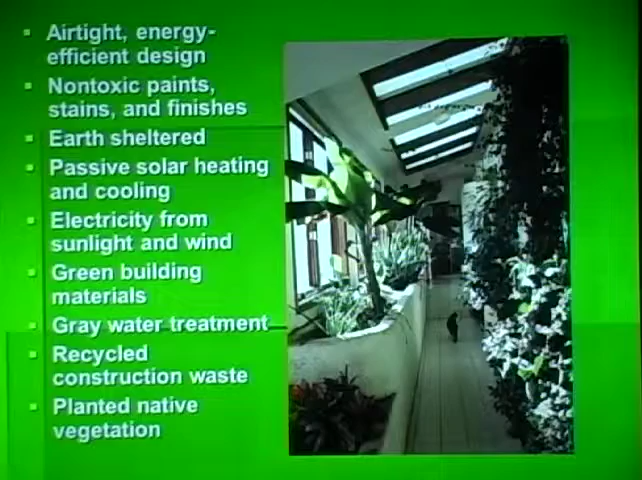 Airtight, energy-
efficient design
Nontoxic paints,
stains, and finishes
Earth sheltered
Passive solar heating
and cooling
Electricity from
sunlight and wind
Green building
materials
Gray water treatment
Recycled
construction waste
Planted native
vegetation